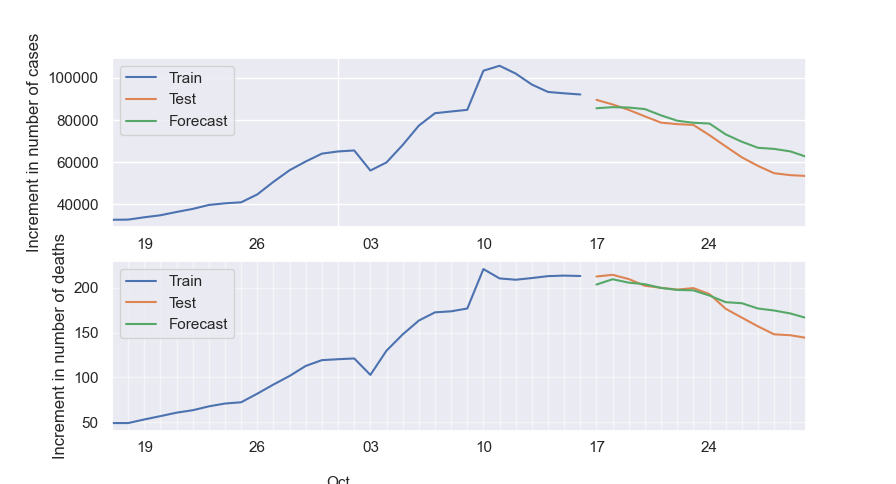 Increment in number of cases
100000
80000
60000
40000
Train
Test
Forecast
19 26 03 10 17 24
Increment in number of deaths
200
150
100
50
Train
Test
Forecast
19 26 03 10 17 24
Oct